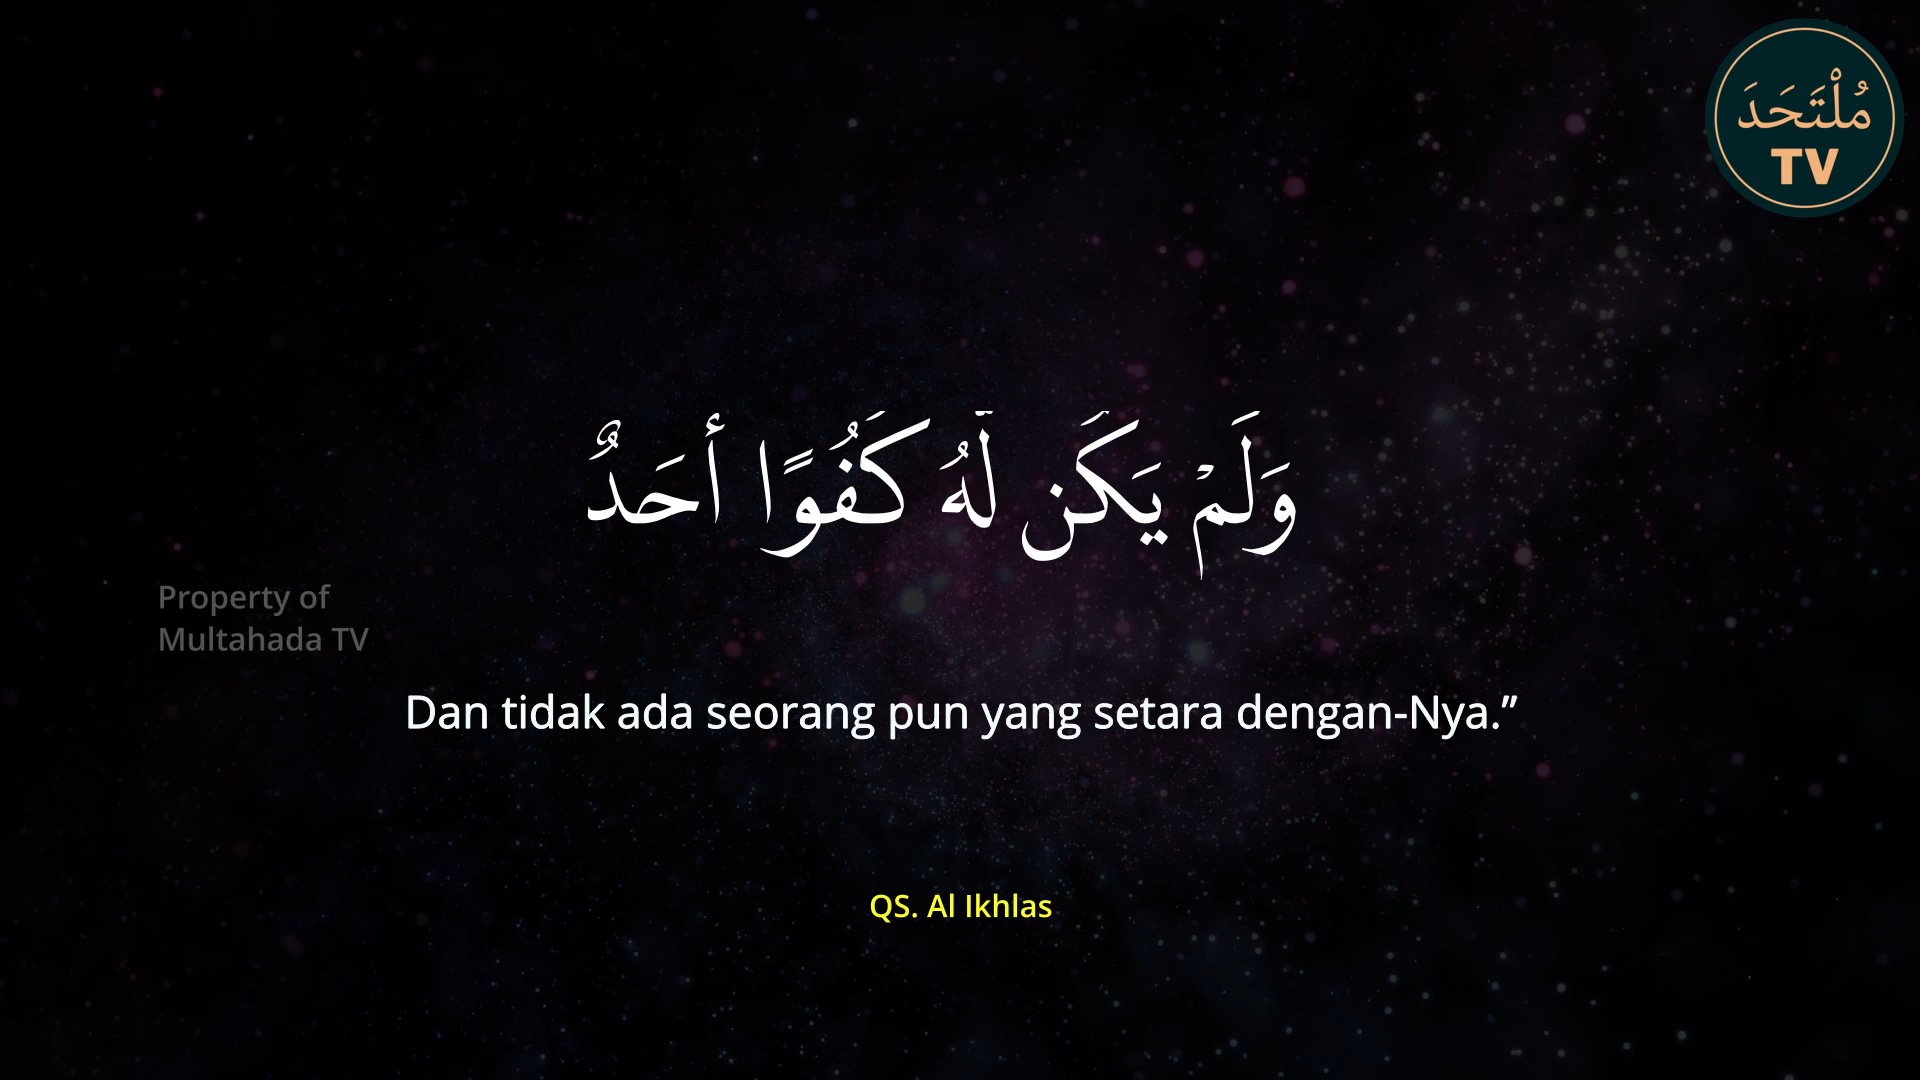 مُلْتَحَدَ
TV
وَلَمْ يَكُن لَّهُ كُفُوًا أَحَدٌ
Property of
Multahada TV
Dan tidak ada seorang pun yang setara dengan-Nya.”
QS. Al Ikhlas